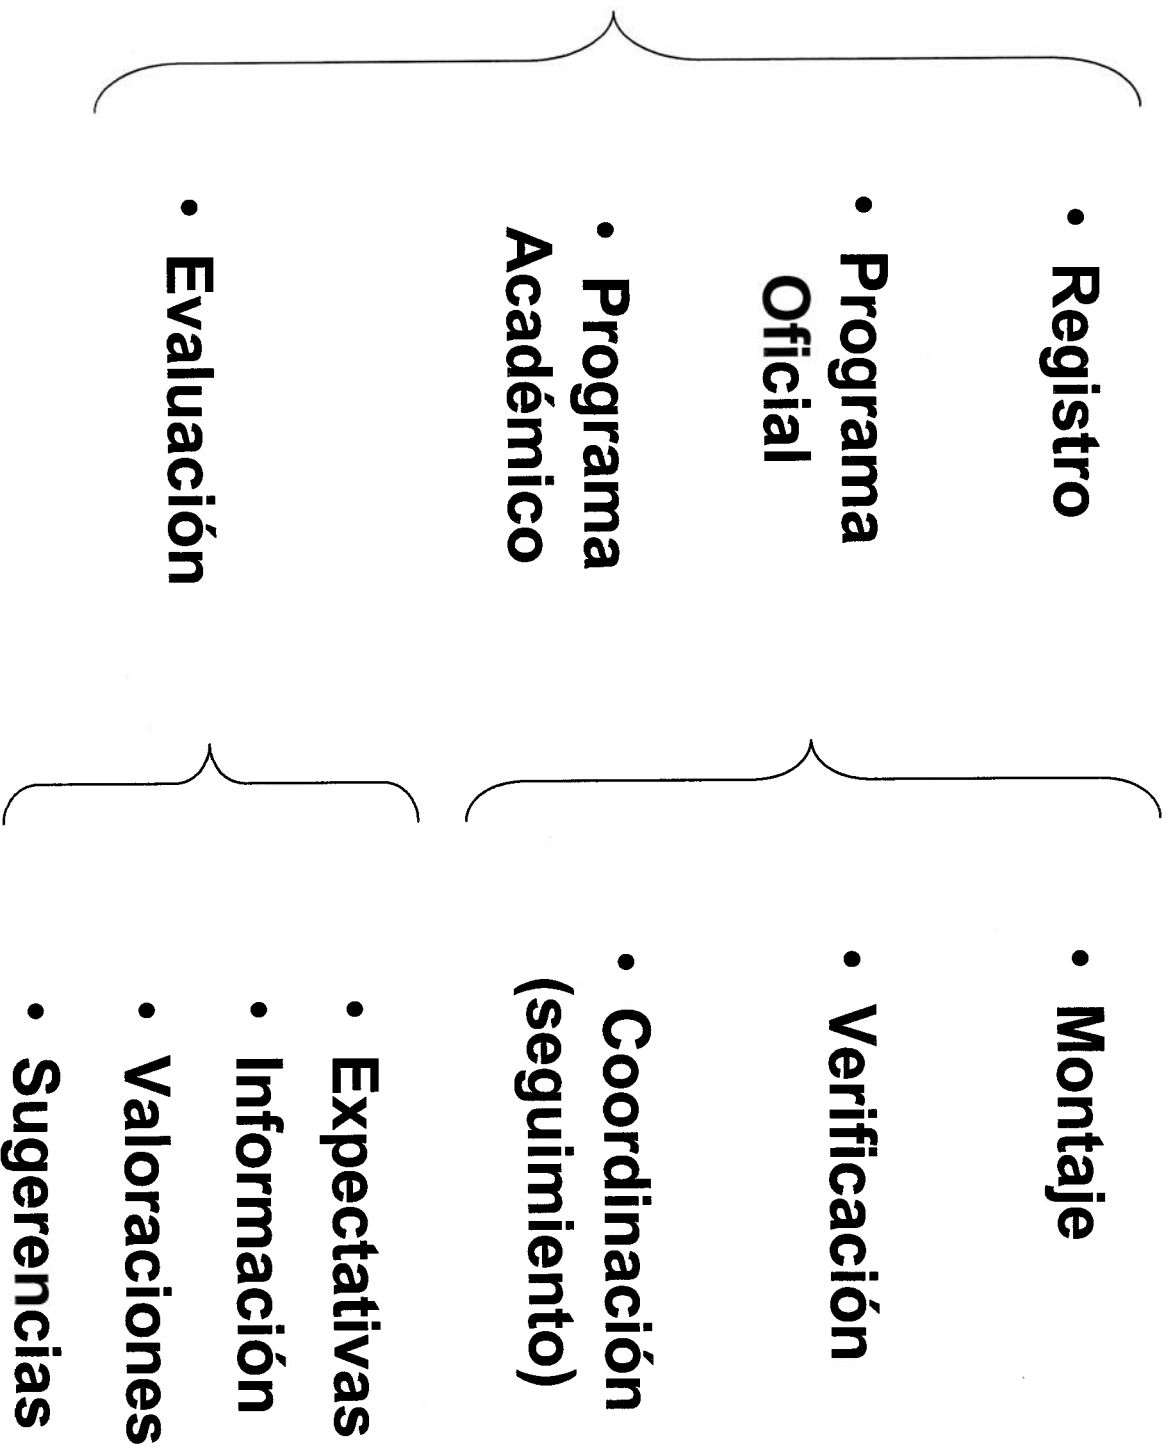 • Registro
• Programa
Oficial
• Programa
Académico
• Evaluación
• Montaje
• Verificación
• Coordinación
(seguimiento)
• Expectativas
• Información
• Valoraciones
• Sugerencias